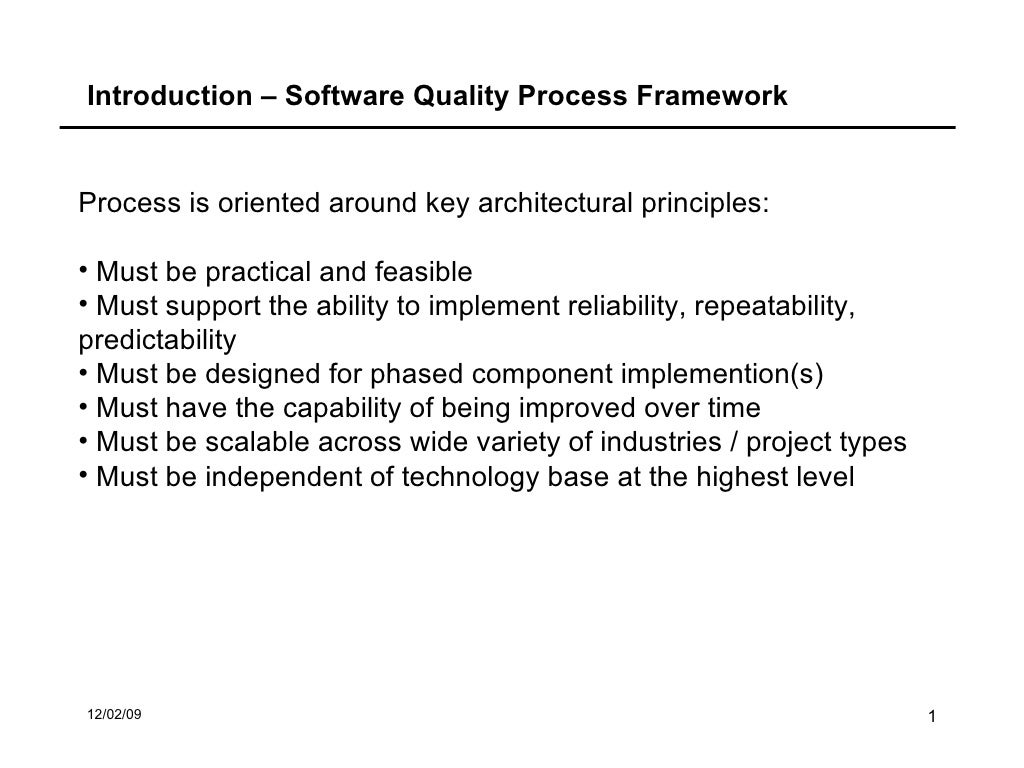 Introduction – Software Quality Process Framework
Process is oriented around key architectural principles:
• Must be practical and feasible
• Must support the ability to implement reliability, repeatability,
predictability
• Must be designed for phased component implemention(s)
• Must have the capability of being improved over time
• Must be scalable across wide variety of industries / project types
• Must be independent of technology base at the highest level
12/02/09
1